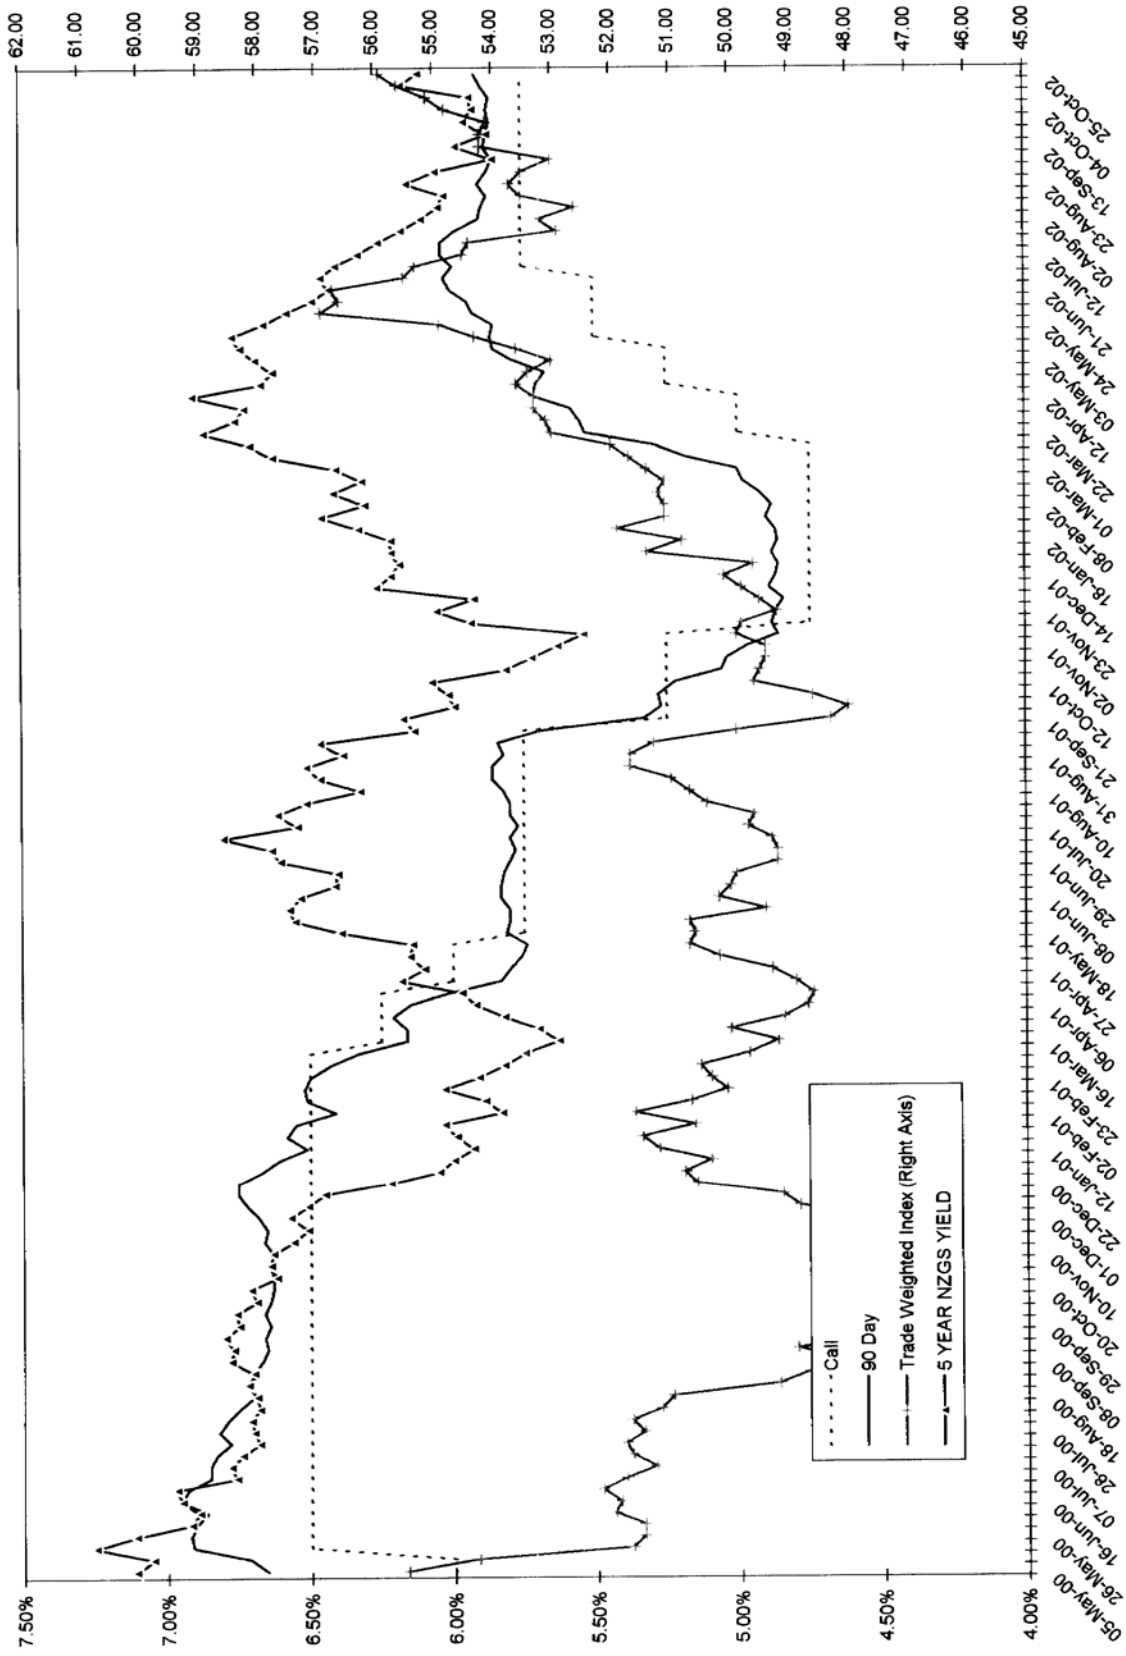 7.50%
7.00%
6.50%
6.00%
5.50%
5.00%
4.50%
4.00%
62.00
61.00
60.00
59.00
58.00
57.00
56.00
55.00
54.00
53.00
52.00
51.00
50.00
49.00
48.00
47.00
46.00
45.00
05-May-00
26-May-00
16-Jun-00
07-Jul-00
28-Jul-00
18-Aug-00
08-Sep-00
29-Sep-00
20-Oct-00
10-Nov-00
01-Dec-00
22-Dec-00
12-Jan-01
02-Feb-01
23-Feb-01
16-Mar-01
06-Apr-01
27-Apr-01
18-May-01
08-Jun-01
29-Jun-01
20-Jul-01
10-Aug-01
31-Aug-01
21-Sep-01
12-Oct-01
02-Nov-01
23-Nov-01
14-Dec-01
18-Jan-02
08-Feb-02
01-Mar-02
22-Mar-02
12-Apr-02
03-May-02
24-May-02
21-Jun-02
12-Jul-02
02-Aug-02
23-Aug-02
13-Sep-02
04-Oct-02
25-Oct-02
Call
90 Day
Trade Weighted Index (Right Axis)
5 YEAR NZGS YIELD